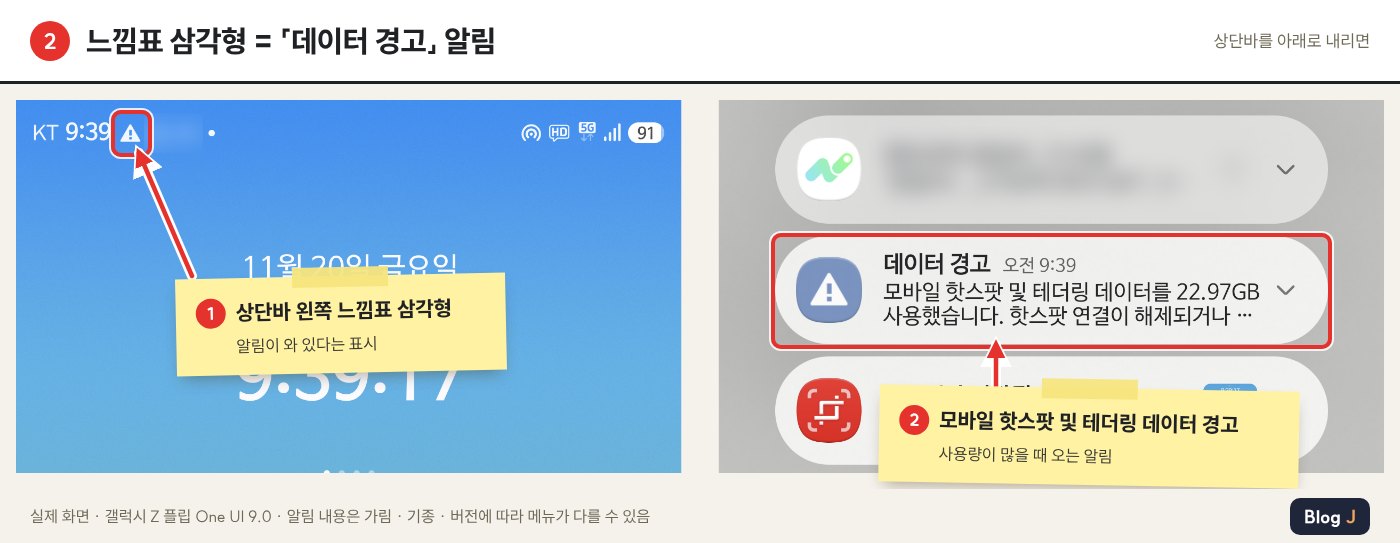 2 느낌표 삼각형 = 「데이터 경고」 알림
상단바를 아래로 내리면
KT 9:39
HD 5G 91
11월 20일 금요일
9:39:17
1 상단바 왼쪽 느낌표 삼각형
알림이 와 있다는 표시
데이터 경고 오전 9:39
모바일 핫스팟 및 테더링 데이터를 22.97GB
사용했습니다. 핫스팟 연결이 해제되거나 …
2 모바일 핫스팟 및 테더링 데이터 경고
사용량이 많을 때 오는 알림
실제 화면 · 갤럭시 Z 플립 One UI 9.0 · 알림 내용은 가림 · 기종 · 버전에 따라 메뉴가 다를 수 있음
Blog J